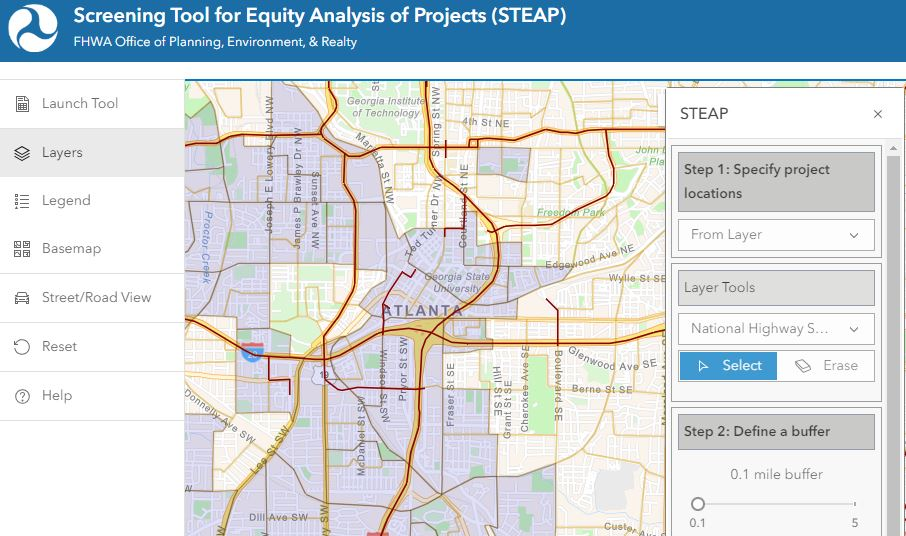 Screening Tool for Equity Analysis of Projects (STEAP)
FHWA Office of Planning, Environment, & Realty
Launch Tool
Layers
Legend
Basemap
Street/Road View
Reset
Help
Georgia Institute
of Technology
Spring St NW
4th St NE
Joseph E Lowery Blvd NW
James P Brawley Dr NW
Sunset Ave NW
Marietta St NW
Proctor Creek
Ted Turner Dr NW
Courtland St NE
Freedom Park
Edgewood Ave NE
Wylie St SE
Georgia State
University
ATLANTA
19
Windsor St SW
Pryor St SW
Glenwood Ave SE
Berne St SE
Donnelly Ave SW
Lee St SW
McDaniel St SW
Fraser St SE
Hill St SE
Grant St SE
Cherokee Ave SE
Boulevard SE
Dill Ave SW
Custer Ave
STEAP
Step 1: Specify project
locations
From Layer
Layer Tools
National Highway S...
Select
Erase
Step 2: Define a buffer
0.1 mile buffer
0.1
5